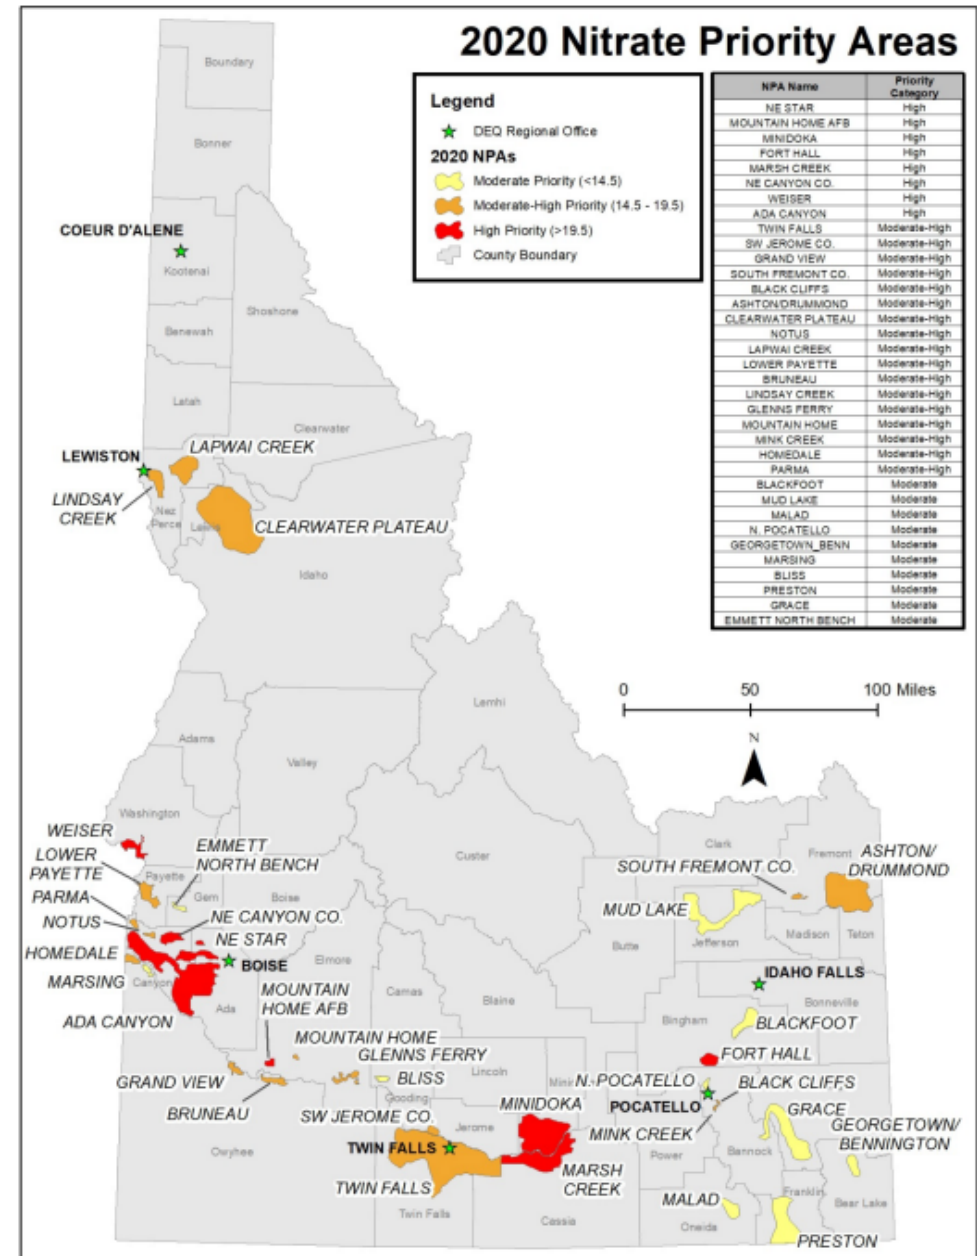 2020 Nitrate Priority Areas
Legend
DEQ Regional Office
2020 NPAs
Moderate Priority (<14.5)
Moderate-High Priority (14.5 - 19.5)
High Priority (>19.5)
County Boundary
NPA Name Priority Category
NE STAR High
MOUNTAIN HOME AFB High
MINIDOKA High
FORT HALL High
MARSH CREEK High
NE CANYON CO. High
WEISER High
ADA CANYON High
TWIN FALLS Moderate-High
SW JEROME CO. Moderate-High
GRAND VIEW Moderate-High
SOUTH FREMONT CO. Moderate-High
BLACK CLIFFS Moderate-High
ASHTON/DRUMMOND Moderate-High
CLEARWATER PLATEAU Moderate-High
NOTUS Moderate-High
LAPWAI CREEK Moderate-High
LOWER PAYETTE Moderate-High
BRUNEAU Moderate-High
LINDSAY CREEK Moderate-High
GLENNS FERRY Moderate-High
MOUNTAIN HOME Moderate-High
MINK CREEK Moderate-High
HOMEDALE Moderate-High
PARMA Moderate-High
BLACKFOOT Moderate
MUD LAKE Moderate
MALAD Moderate
N. POCATELLO Moderate
GEORGETOWN_BENN Moderate
MARSING Moderate
BLISS Moderate
PRESTON Moderate
GRACE Moderate
EMMETT NORTH BENCH Moderate
Boundary
Bonner
COEUR D'ALENE
Kootenai
Shoshone
Benewah
Latah
Clearwater
LAPWAI CREEK
LEWISTON
LINDSAY
CREEK
Nez
Perce
Lewis
CLEARWATER PLATEAU
Idaho
0 50 100 Miles
N
Lemhi
Adams
Valley
Washington
WEISER
LOWER
PAYETTE
Payette
EMMETT
NORTH BENCH
Gem
Boise
Custer
Clark
Fremont
SOUTH FREMONT CO.
ASHTON/
DRUMMOND
PARMA
NOTUS
NE CANYON CO.
NE STAR
MUD LAKE
Jefferson
Madison
Teton
Butte
HOMEDALE
MARSING
Canyon
BOISE
Elmore
ADA CANYON
Ada
MOUNTAIN
HOME AFB
Camas
Blaine
IDAHO FALLS
Bonneville
Bingham
BLACKFOOT
MOUNTAIN HOME
GLENNS FERRY
FORT HALL
GRAND VIEW
BRUNEAU
BLISS
Lincoln
Gooding
N. POCATELLO
BLACK CLIFFS
POCATELLO
SW JEROME CO.
Jerome
MINIDOKA
MINK CREEK
GRACE
GEORGETOWN/
BENNINGTON
Owyhee
TWIN FALLS
TWIN FALLS
Twin Falls
MARSH
CREEK
Cassia
Power
Bannock
MALAD
Oneida
Franklin
Bear Lake
PRESTON